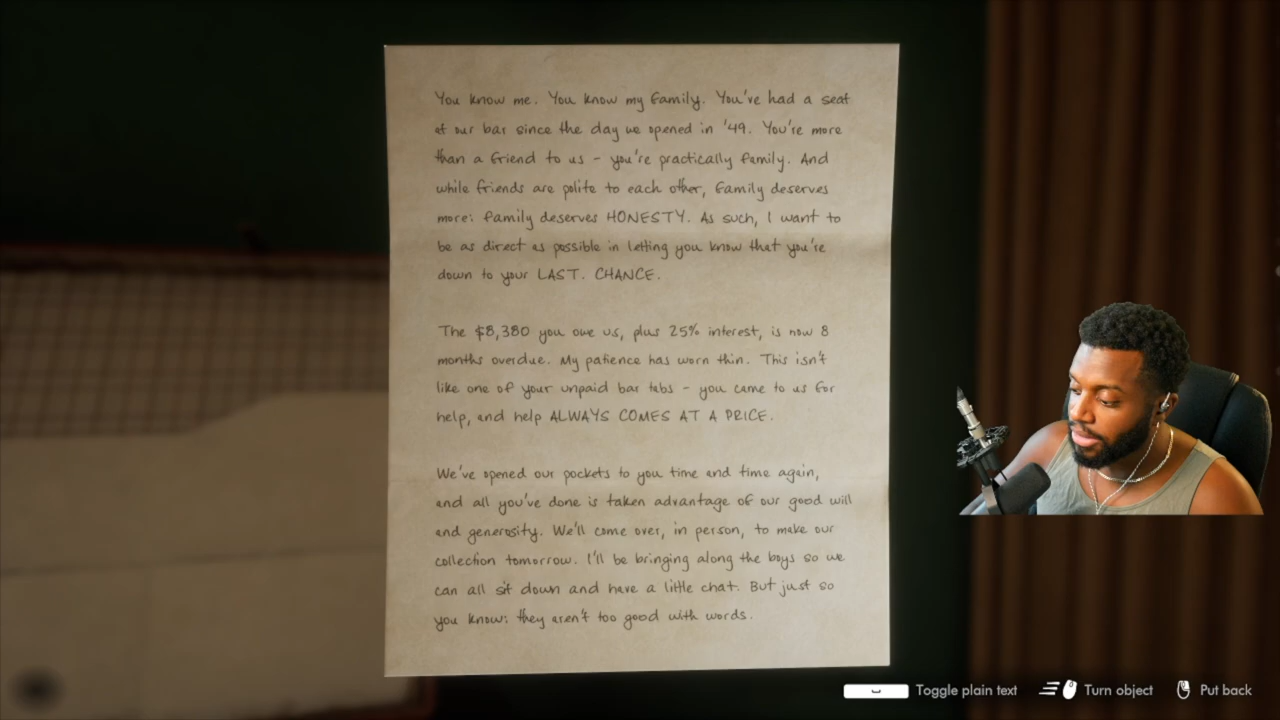 You know me. You know my family. You've had a seat
at our bar since the day we opened in '49. You're more
than a friend to us - you're practically family. And
while friends are polite to each other, family deserves
more: family deserves HONESTY. As such, I want to
be as direct as possible in letting you know that you're
down to your LAST. CHANCE.
The $8,380 you owe us, plus 25% interest, is now 8
months overdue. My patience has worn thin. This isn't
like one of your unpaid bar tabs - you came to us for
help, and help ALWAYS COMES AT A PRICE.
We've opened our pockets to you time and time again,
and all you've done is taken advantage of our good will
and generosity. We'll come over, in person, to make our
collection tomorrow. I'll be bringing along the boys so we
can all sit down and have a little chat. But just so
you know: they aren't too good with words.
Toggle plain text Turn object Put back